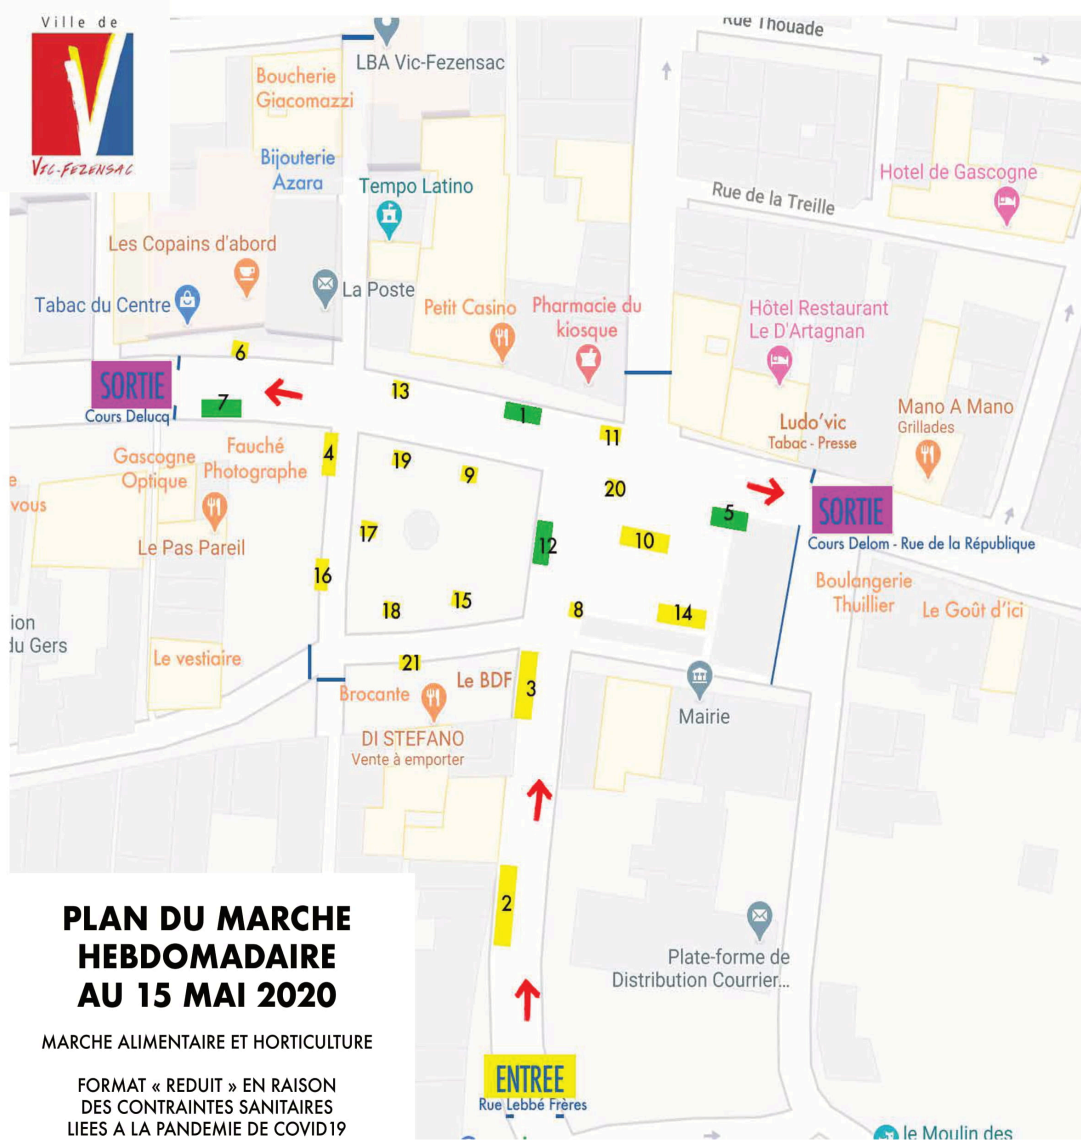 Ville de
VIC-FEZENSAC
Rue Thouade
LBA Vic-Fezensac
Boucherie
Giacomazzi
Bijouterie
Azara
Tempo Latino
Hotel de Gascogne
Rue de la Treille
Les Copains d'abord
La Poste
Tabac du Centre
Petit Casino
Pharmacie du
kiosque
Hôtel Restaurant
Le D'Artagnan
6
SORTIE
Cours Delucq
7
13
1
11
Ludo'vic
Tabac - Presse
Mano A Mano
Grillades
Gascogne
Optique
Fauché
Photographe
4
19
9
20
5
SORTIE
Cours Delom - Rue de la République
e
vous
Le Pas Pareil
17
12
10
16
18
15
8
14
Boulangerie
Thuillier
Le Goût d'ici
ion
du Gers
Le vestiaire
21
Brocante
Le BDF
3
Mairie
DI STEFANO
Vente à emporter
2
Plate-forme de
Distribution Courrier...
PLAN DU MARCHE
HEBDOMADAIRE
AU 15 MAI 2020
MARCHE ALIMENTAIRE ET HORTICULTURE
FORMAT « REDUIT » EN RAISON
DES CONTRAINTES SANITAIRES
LIEES A LA PANDEMIE DE COVID19
ENTREE
Rue Lebbé Frères
le Moulin des